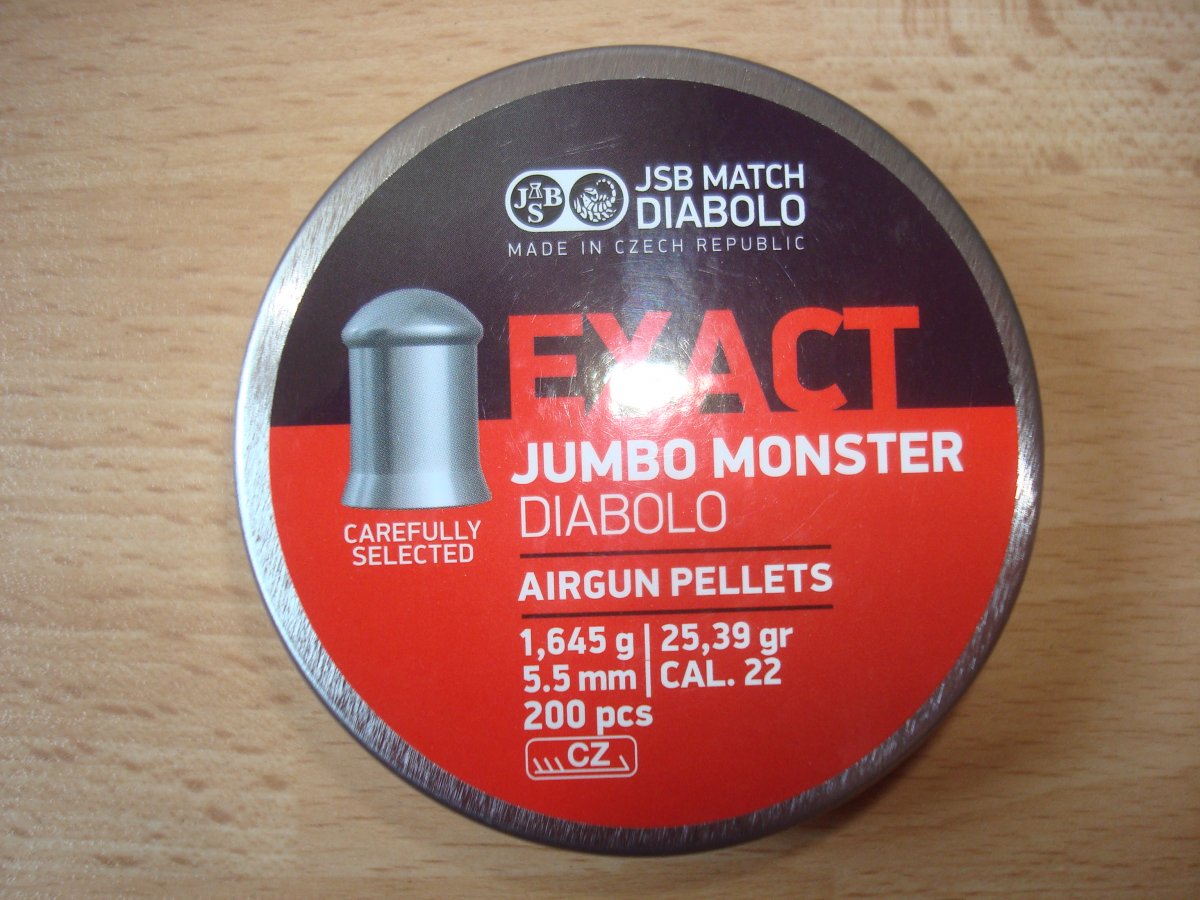 JSB
JSB MATCH
DIABOLO
MADE IN CZECH REPUBLIC
EXACT
JUMBO MONSTER
DIABOLO
CAREFULLY
SELECTED
AIRGUN PELLETS
1,645 g | 25,39 gr
5.5 mm | CAL. 22
200 pcs
CZ